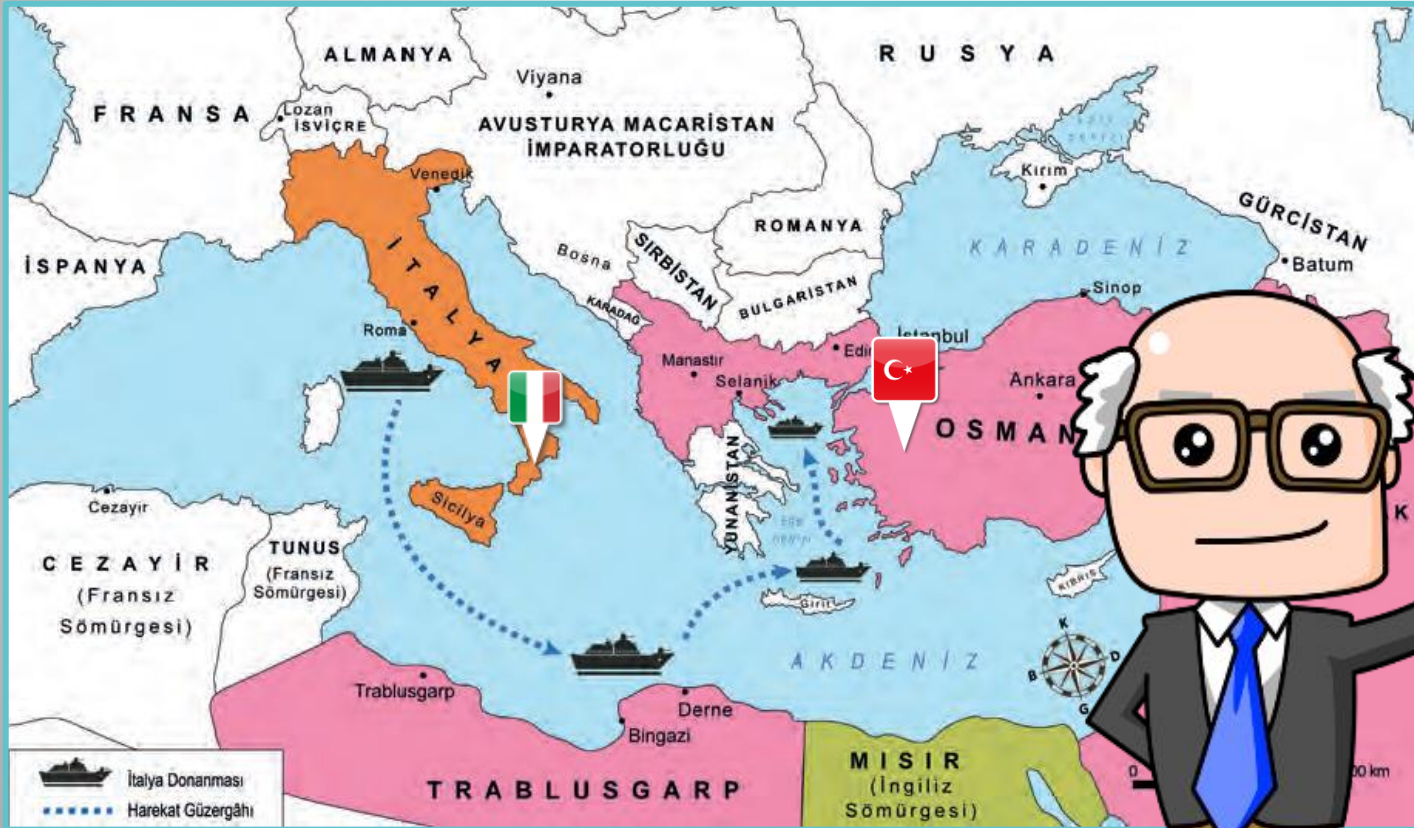 ALMANYA
RUSYA
Viyana
FRANSA
Lozan
İSVİÇRE
AVUSTURYA MACARİSTAN
İMPARATORLUĞU
Kırım
Venedik
GÜRCİSTAN
ROMANYA
KARADENİZ
İSPANYA
Bosna
SIRBİSTAN
Batum
BULGARİSTAN
Sinop
KARADAĞ
İTALYA
Roma
İstanbul
Manastır
Edir
Selanik
Ankara
OSMAN
YUNANİSTAN
Sicilya
Cezayir
K
CEZAYİR
(Fransız
Sömürgesi)
TUNUS
(Fransız
Sömürgesi)
KIBRIS
Girit
K
D
B
G
AKDENİZ
Trablusgarp
Derne
Bingazi
TRABLUSGARP
MISIR
(İngiliz
Sömürgesi)
0
00 km
İtalya Donanması
Harekat Güzergâhı